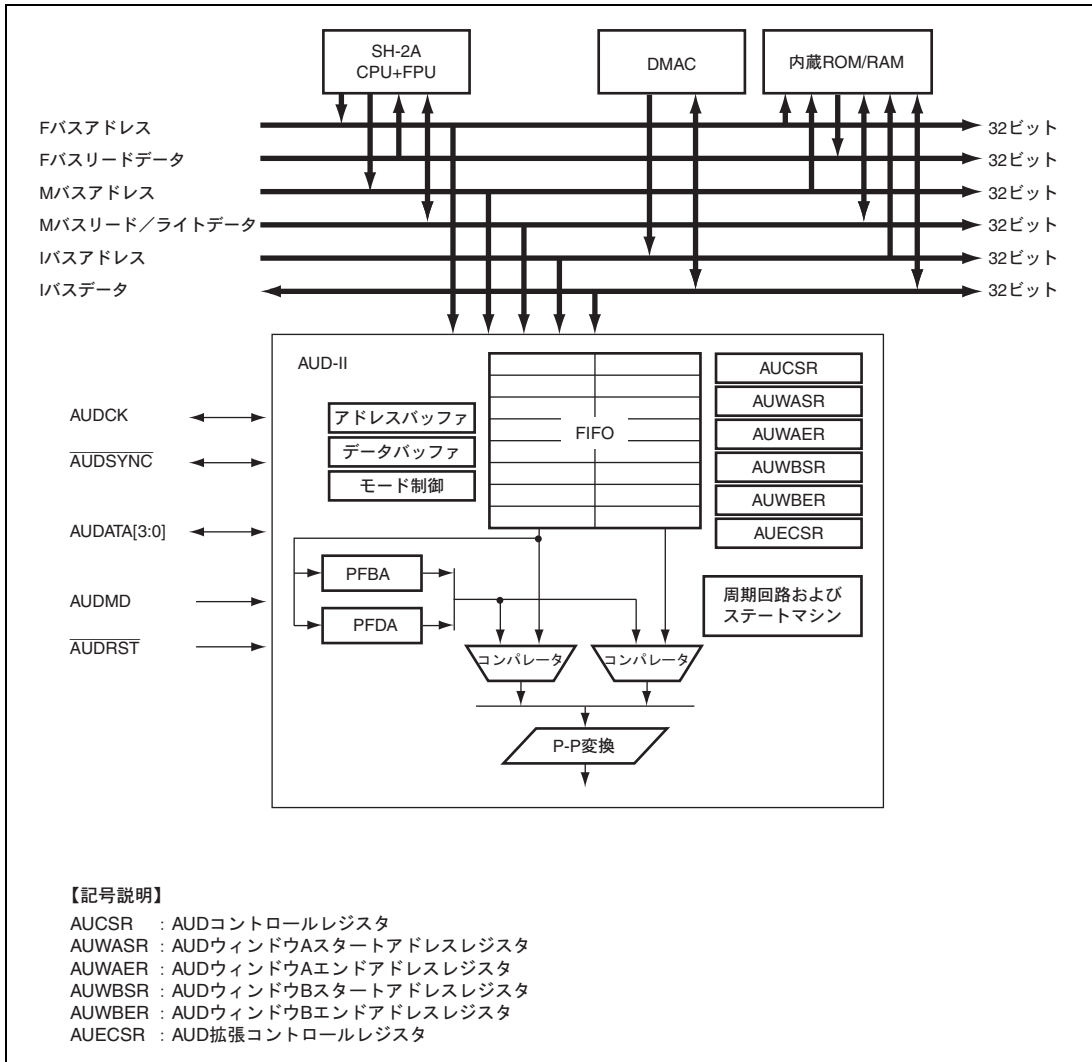 SH-2A
CPU+FPU
DMAC
内蔵ROM/RAM
Fバスアドレス
32ビット
Fバスリードデータ
32ビット
Mバスアドレス
32ビット
Mバスリード／ライトデータ
32ビット
Iバスアドレス
32ビット
Iバスデータ
32ビット
AUD-II
AUDCK
AUDSYNC
AUDATA[3:0]
AUDMD
AUDRST
アドレスバッファ
データバッファ
モード制御
FIFO
AUCSR
AUWASR
AUWAER
AUWBSR
AUWBER
AUECSR
PFBA
PFDA
周期回路および
ステートマシン
コンパレータ
コンパレータ
P-P変換
【記号説明】
AUCSR : AUDコントロールレジスタ
AUWASR : AUDウィンドウAスタートアドレスレジスタ
AUWAER : AUDウィンドウAエンドアドレスレジスタ
AUWBSR : AUDウィンドウBスタートアドレスレジスタ
AUWBER : AUDウィンドウBエンドアドレスレジスタ
AUECSR : AUD拡張コントロールレジスタ